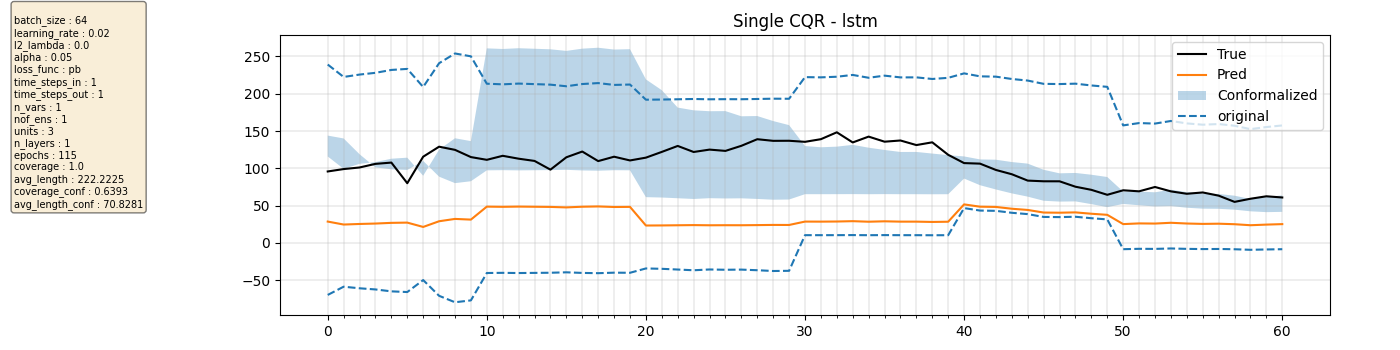 batch_size : 64
learning_rate : 0.02
l2_lambda : 0.0
alpha : 0.05
loss_func : pb
time_steps_in : 1
time_steps_out : 1
n_vars : 1
nof_ens : 1
units : 3
n_layers : 1
epochs : 115
coverage : 1.0
avg_length : 222.2225
coverage_conf : 0.6393
avg_length_conf : 70.8281
Single CQR - lstm
250
200
150
100
50
0
−50
True
Pred
Conformalized
original
0 10 20 30 40 50 60